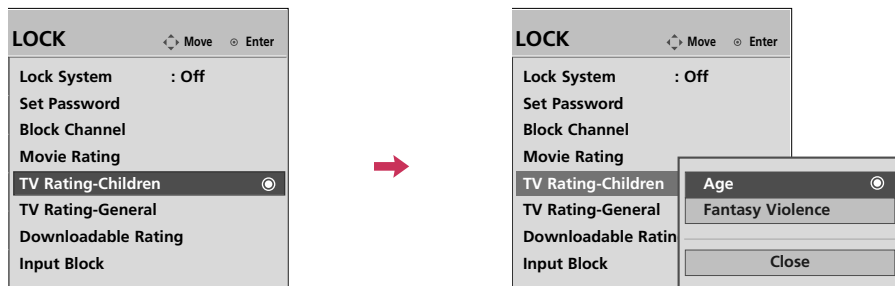 LOCK Move Enter
Lock System : Off
Set Password
Block Channel
Movie Rating
TV Rating-Children
TV Rating-General
Downloadable Rating
Input Block
LOCK Move Enter
Lock System : Off
Set Password
Block Channel
Movie Rating
TV Rating-Children
TV Rating-General
Downloadable Ratin
Input Block
Age
Fantasy Violence
Close